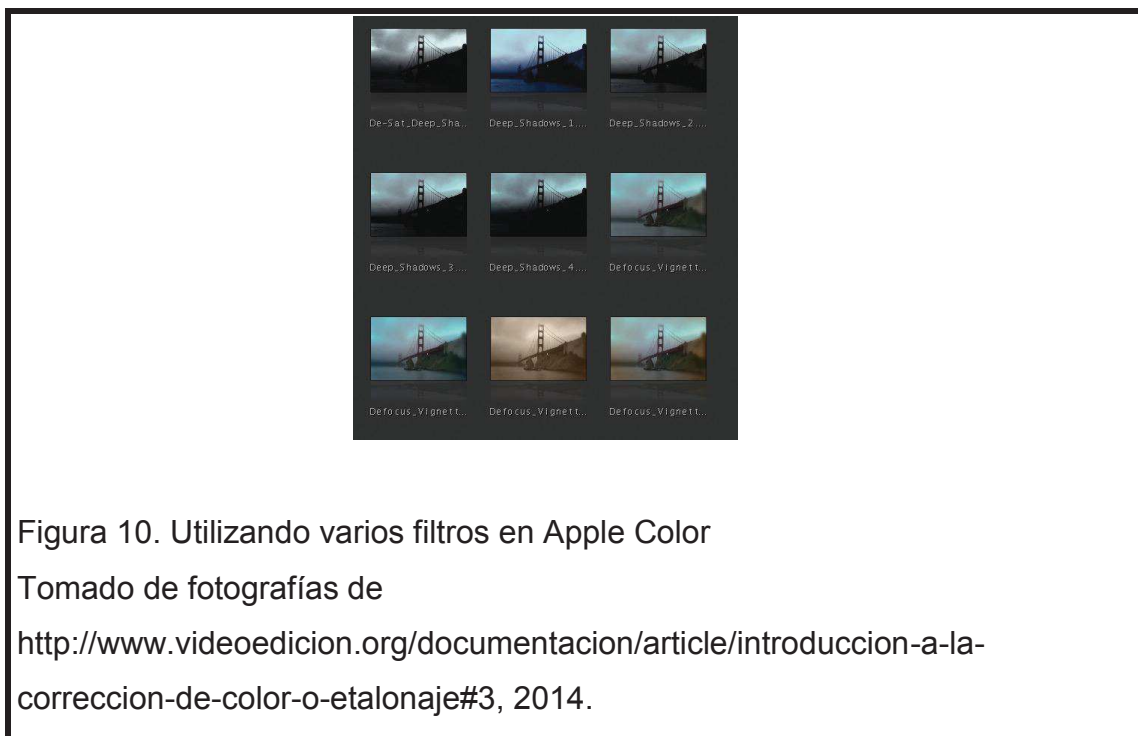 De-Sat_Deep_Sha.. Deep_Shadows_1.... Deep_Shadows_2....
Deep_Shadows_3.... Deep_Shadows_4.... Defocus_Vignett...
Defocus_Vignett... Defocus_Vignett... Defocus_Vignett...
Figura 10. Utilizando varios filtros en Apple Color
Tomado de fotografías de
http://www.videoedicion.org/documentacion/article/introduccion-a-la-
correccion-de-color-o-etalonaje#3, 2014.